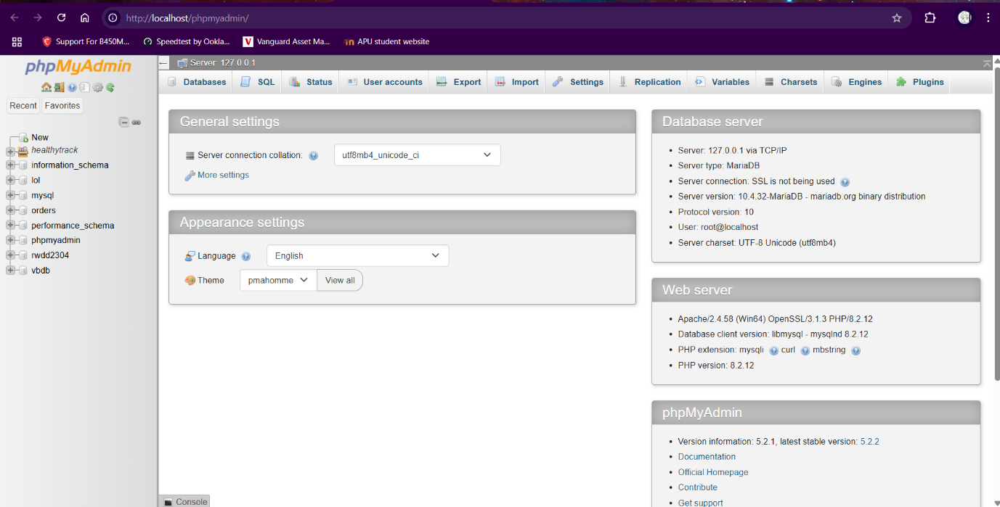 http://localhost/phpmyadmin/
Support For B450M...
Speedtest by Ookla...
Vanguard Asset Ma...
APU student website
phpMyAdmin
Recent
Favorites
New
healthytrack
information_schema
lol
mysql
orders
performance_schema
phpmyadmin
rwdd2304
vbdb
Server: 127.0.0.1
Databases
SQL
Status
User accounts
Export
Import
Settings
Replication
Variables
Charsets
Engines
Plugins
General settings
Server connection collation:
utf8mb4_unicode_ci
More settings
Appearance settings
Language
English
Theme
pmahomme
View all
Database server
Server: 127.0.0.1 via TCP/IP
Server type: MariaDB
Server connection: SSL is not being used
Server version: 10.4.32-MariaDB - mariadb.org binary distribution
Protocol version: 10
User: root@localhost
Server charset: UTF-8 Unicode (utf8mb4)
Web server
Apache/2.4.58 (Win64) OpenSSL/3.1.3 PHP/8.2.12
Database client version: libmysql - mysqlnd 8.2.12
PHP extension: mysqli curl mbstring
PHP version: 8.2.12
phpMyAdmin
Version information: 5.2.1, latest stable version: 5.2.2
Documentation
Official Homepage
Contribute
Get support
Console